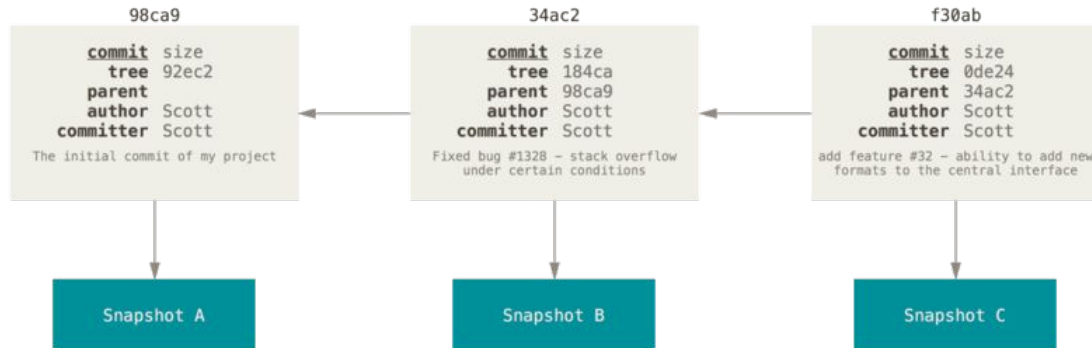 98ca9
commit size
tree 92ec2
parent
author Scott
committer Scott
The initial commit of my project
Snapshot A
34ac2
commit size
tree 184ca
parent 98ca9
author Scott
committer Scott
Fixed bug #1328 – stack overflow
under certain conditions
Snapshot B
f30ab
commit size
tree 0de24
parent 34ac2
author Scott
committer Scott
add feature #32 – ability to add new
formats to the central interface
Snapshot C